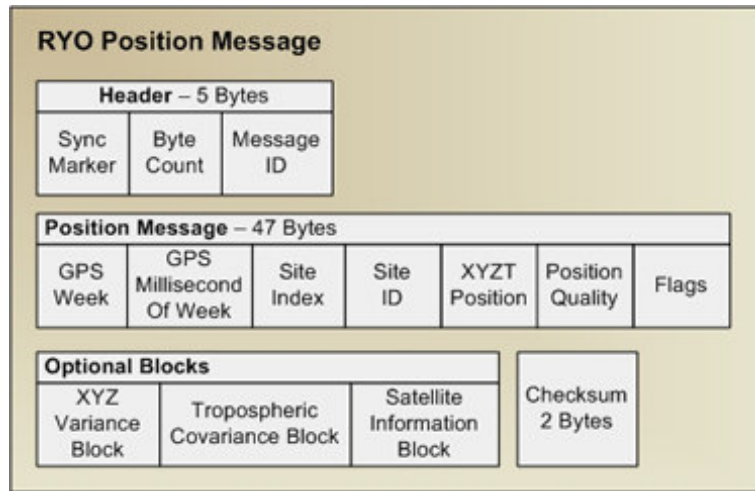 RYO Position Message
Header – 5 Bytes
Sync Marker
Byte Count
Message ID
Position Message – 47 Bytes
GPS Week
GPS Millisecond Of Week
Site Index
Site ID
XYZT Position
Position Quality
Flags
Optional Blocks
XYZ Variance Block
Tropospheric Covariance Block
Satellite Information Block
Checksum 2 Bytes